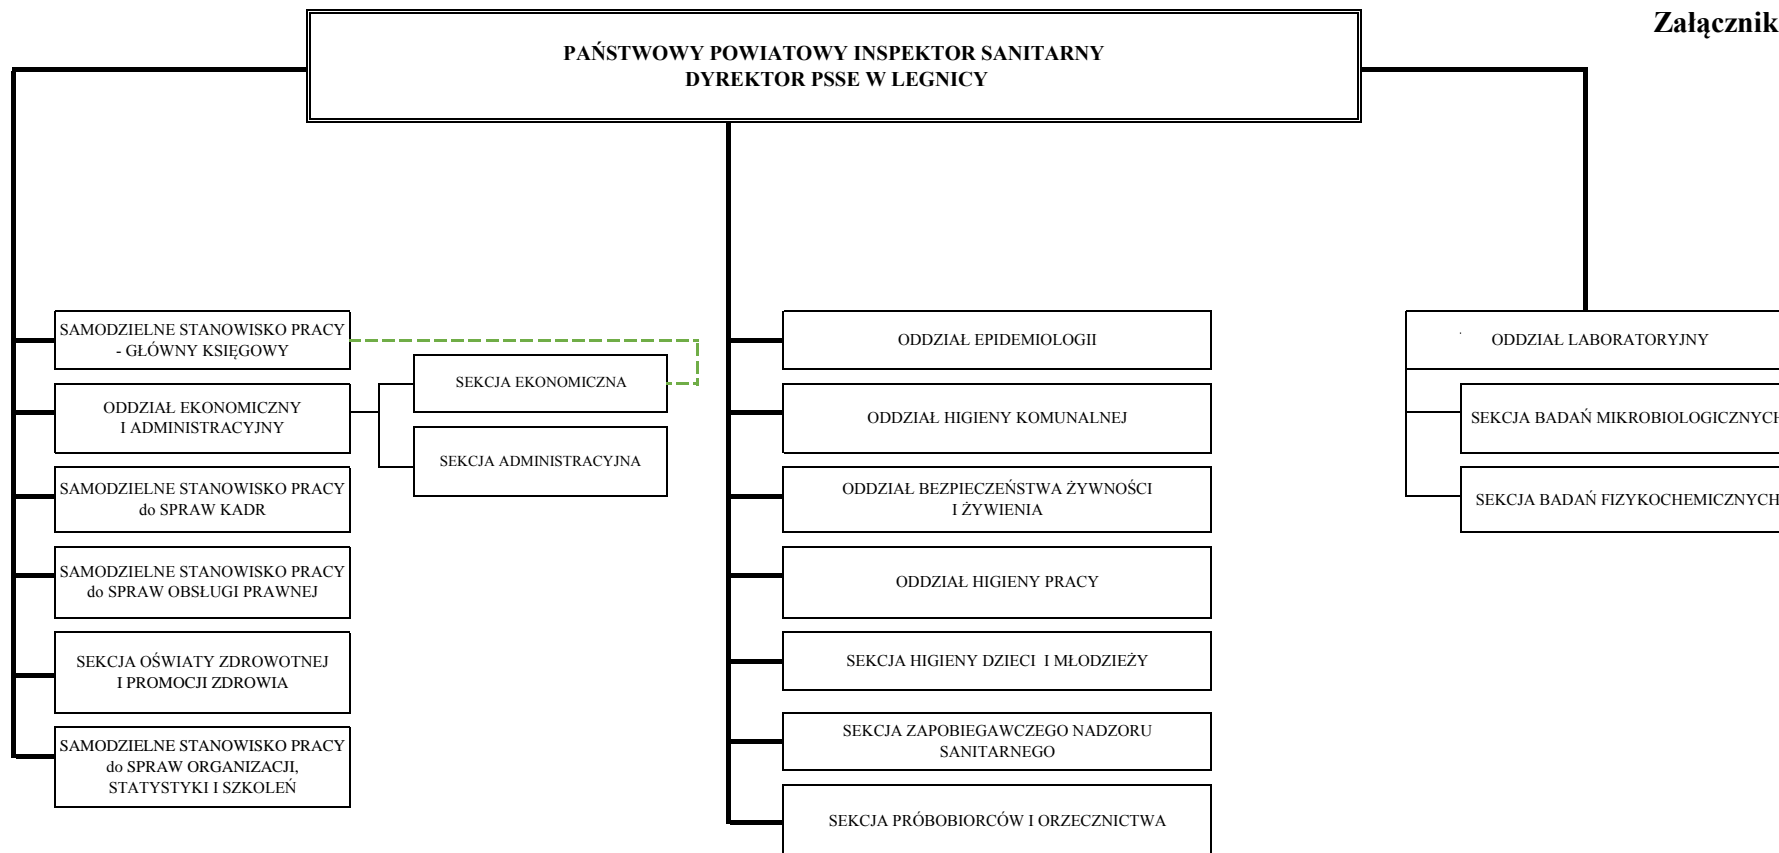 Załącznik
PAŃSTWOWY POWIATOWY INSPEKTOR SANITARNY
DYREKTOR PSSE W LEGNICY
SAMODZIELNE STANOWISKO PRACY
- GŁÓWNY KSIĘGOWY
ODDZIAŁ EKONOMICZNY
I ADMINISTRACYJNY
SEKCJA EKONOMICZNA
SEKCJA ADMINISTRACYJNA
SAMODZIELNE STANOWISKO PRACY
do SPRAW KADR
SAMODZIELNE STANOWISKO PRACY
do SPRAW OBSŁUGI PRAWNEJ
SEKCJA OŚWIATY ZDROWOTNEJ
I PROMOCJI ZDROWIA
SAMODZIELNE STANOWISKO PRACY
do SPRAW ORGANIZACJI,
STATYSTYKI I SZKOLEŃ
ODDZIAŁ EPIDEMIOLOGII
ODDZIAŁ HIGIENY KOMUNALNEJ
ODDZIAŁ BEZPIECZEŃSTWA ŻYWNOŚCI
I ŻYWIENIA
ODDZIAŁ HIGIENY PRACY
SEKCJA HIGIENY DZIECI I MŁODZIEŻY
SEKCJA ZAPOBIEGAWCZEGO NADZORU
SANITARNEGO
SEKCJA PRÓBOBIORCÓW I ORZECZNICTWA
ODDZIAŁ LABORATORYJNY
SEKCJA BADAŃ MIKROBIOLOGICZNYCH
SEKCJA BADAŃ FIZYKOCHEMICZNYCH